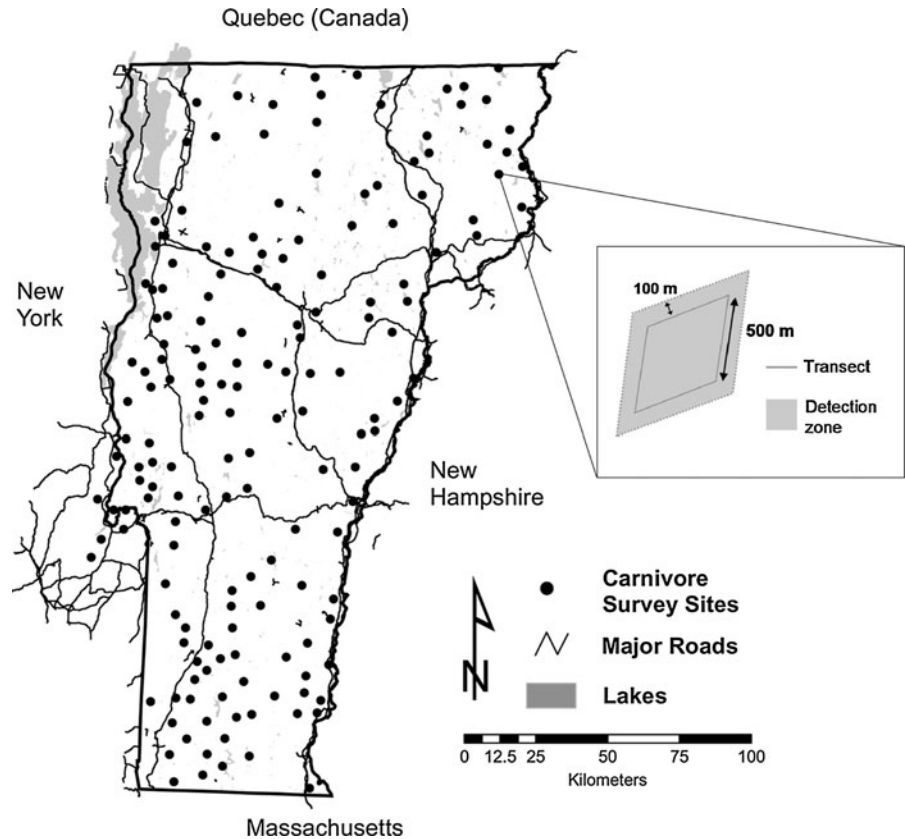 Quebec (Canada)
New
York
100 m
500 m
Transect
Detection
zone
New
Hampshire
Carnivore
Survey Sites
Major Roads
Lakes
N
0 12.5 25 50 75 100
Kilometers
Massachusetts